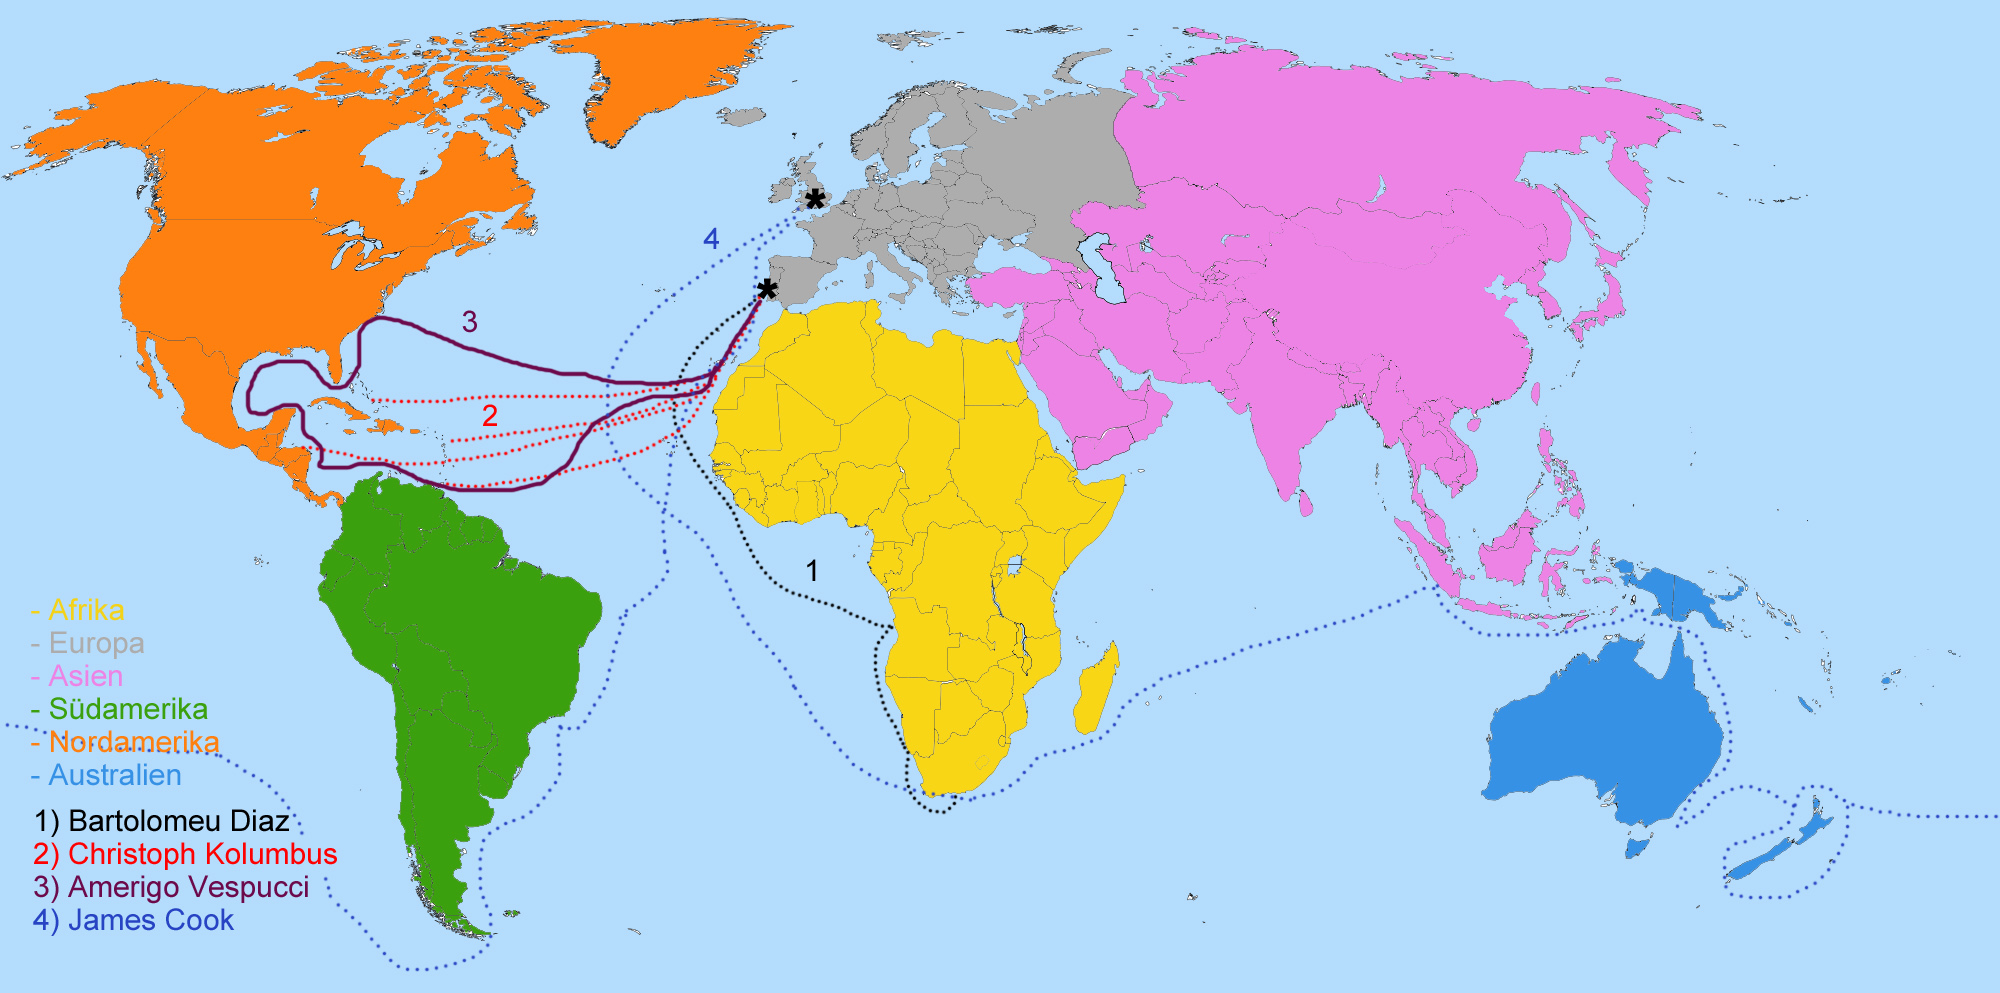 *
4
*
3
2
1
- Afrika
- Europa
- Asien
- Südamerika
- Nordamerika
- Australien
1) Bartolomeu Diaz
2) Christoph Kolumbus
3) Amerigo Vespucci
4) James Cook